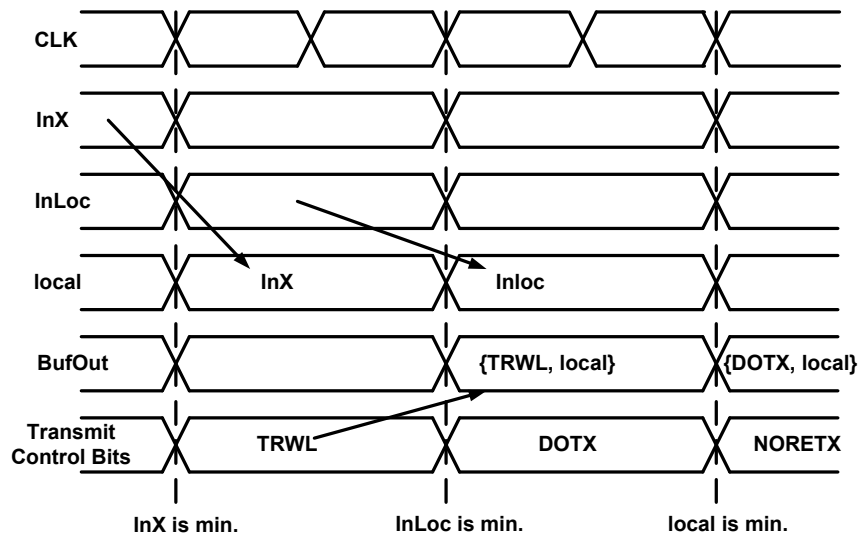 CLK
InX
InLoc
local
InX
Inloc
BufOut
{TRWL, local}
{DOTX, local}
Transmit
Control Bits
TRWL
DOTX
NORETX
InX is min.
InLoc is min.
local is min.